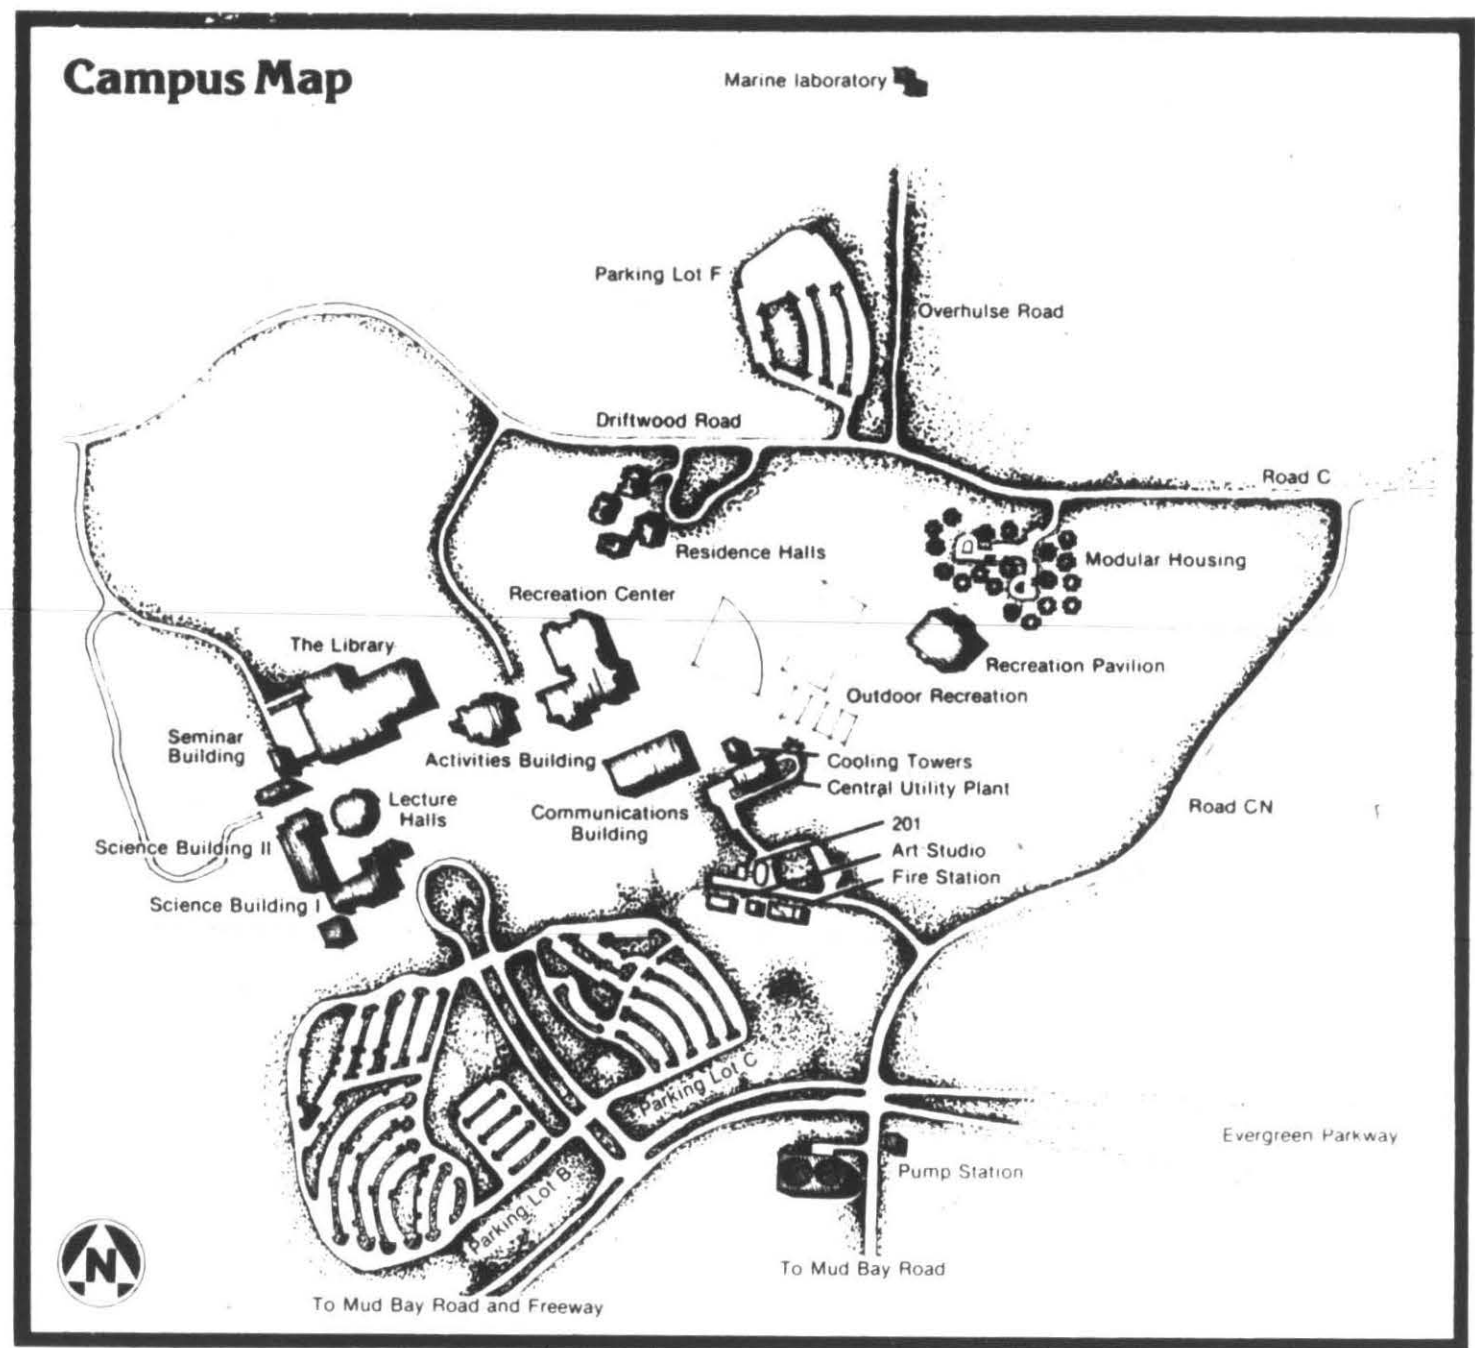 Campus Map
Marine laboratory
Parking Lot F
Overhulse Road
Driftwood Road
Road C
Residence Halls
Modular Housing
Recreation Center
The Library
Recreation Pavilion
Outdoor Recreation
Seminar
Building
Activities Building
Cooling Towers
Central Utility Plant
Lecture
Halls
Communications
Building
Road CN
201
Science Building II
Art Studio
Fire Station
Science Building I
Parking Lot C
Evergreen Parkway
Pump Station
Parking Lot B
N
To Mud Bay Road
To Mud Bay Road and Freeway